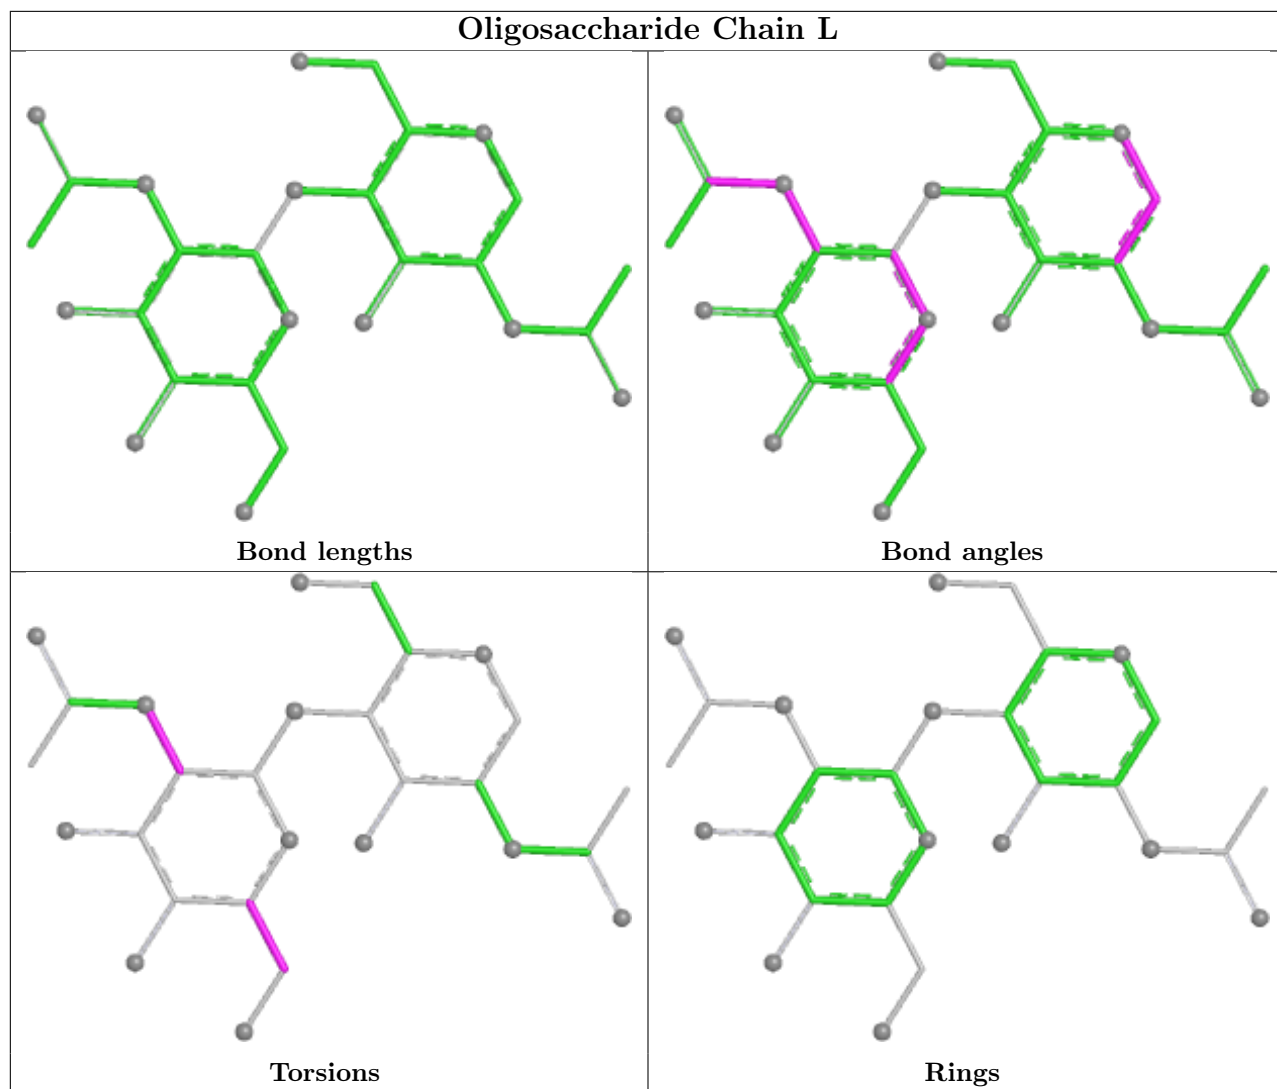 Oligosaccharide Chain L
Bond lengths
Bond angles
Torsions
Rings